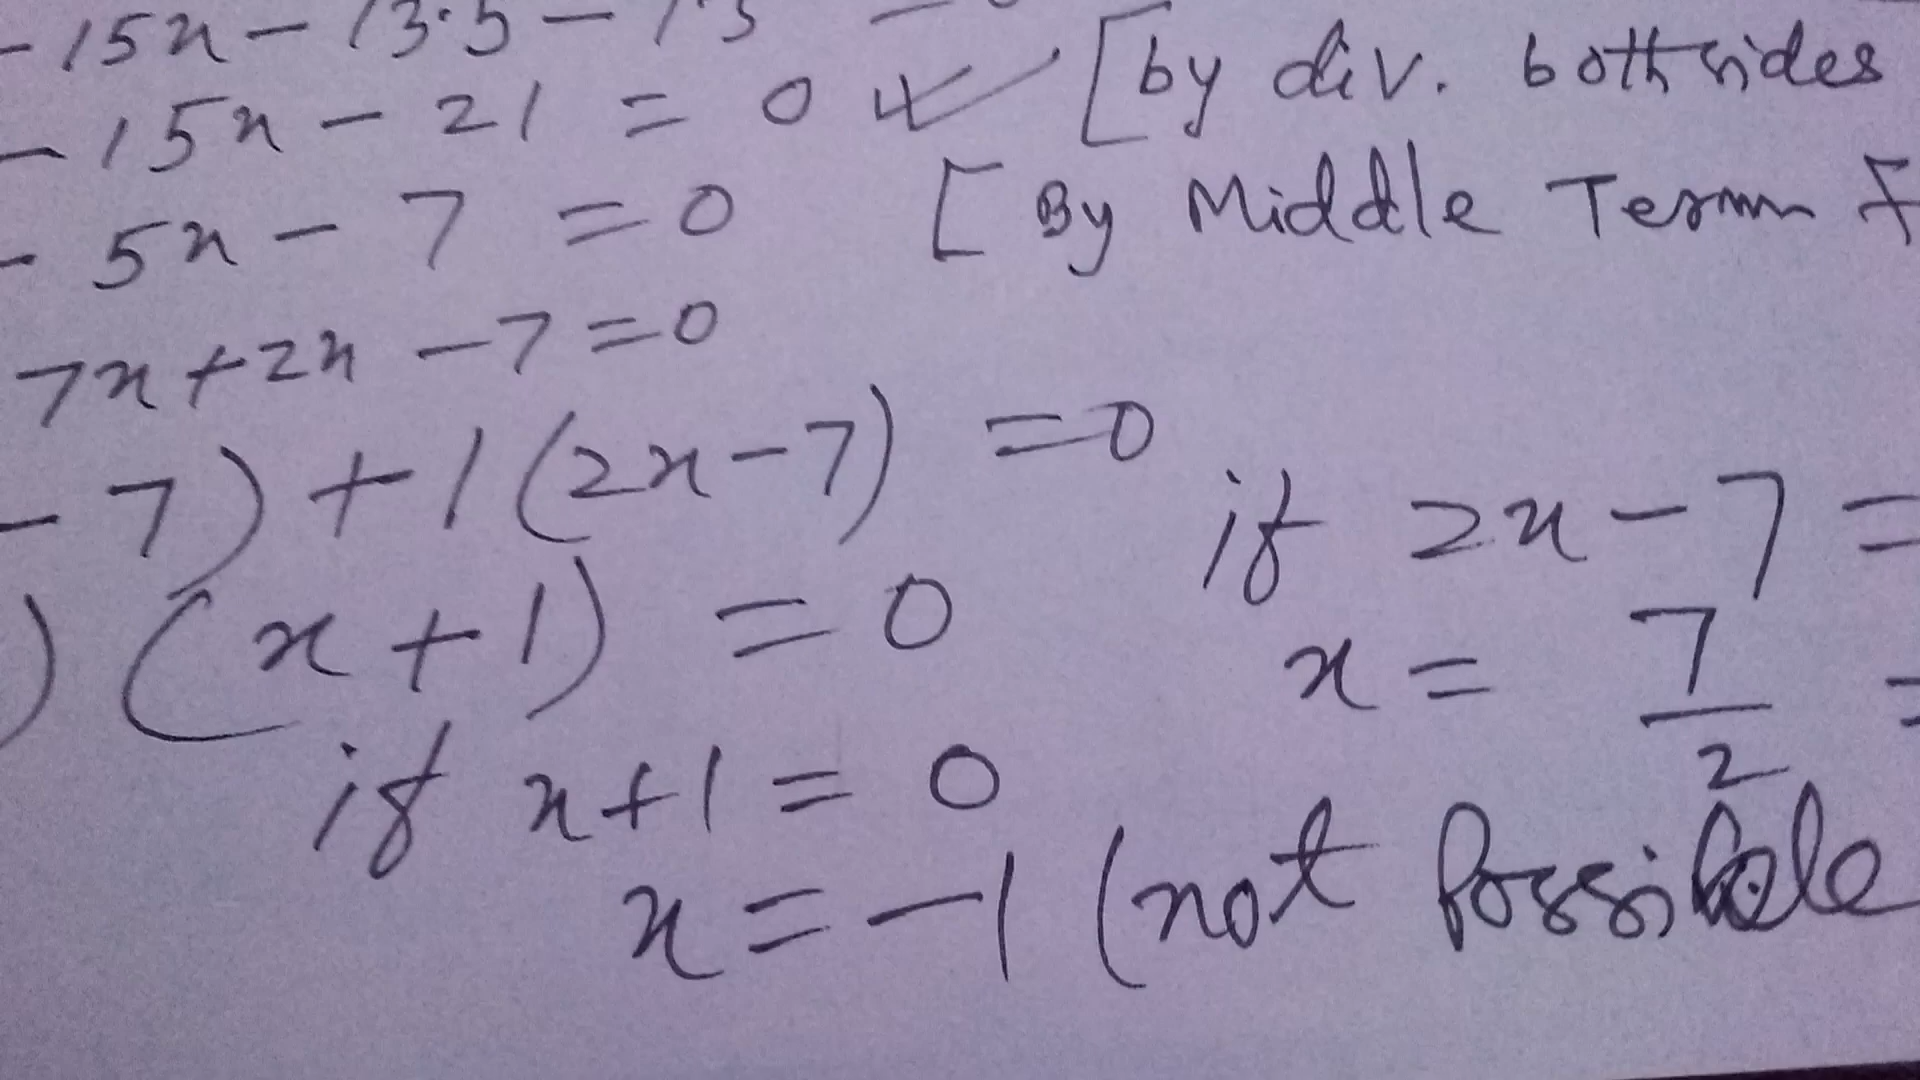 - 15x - 13.5 - 7.5
- 15x - 21 = 0 [by div. both sides
- 5x - 7 = 0 [By Middle Term F
7x + 2x - 7 = 0
- 7) + 1 (2x - 7) = 0
if 2x - 7 =
) (x + 1) = 0
x = 7/2 =
if x + 1 = 0
x = -1 (not Possible